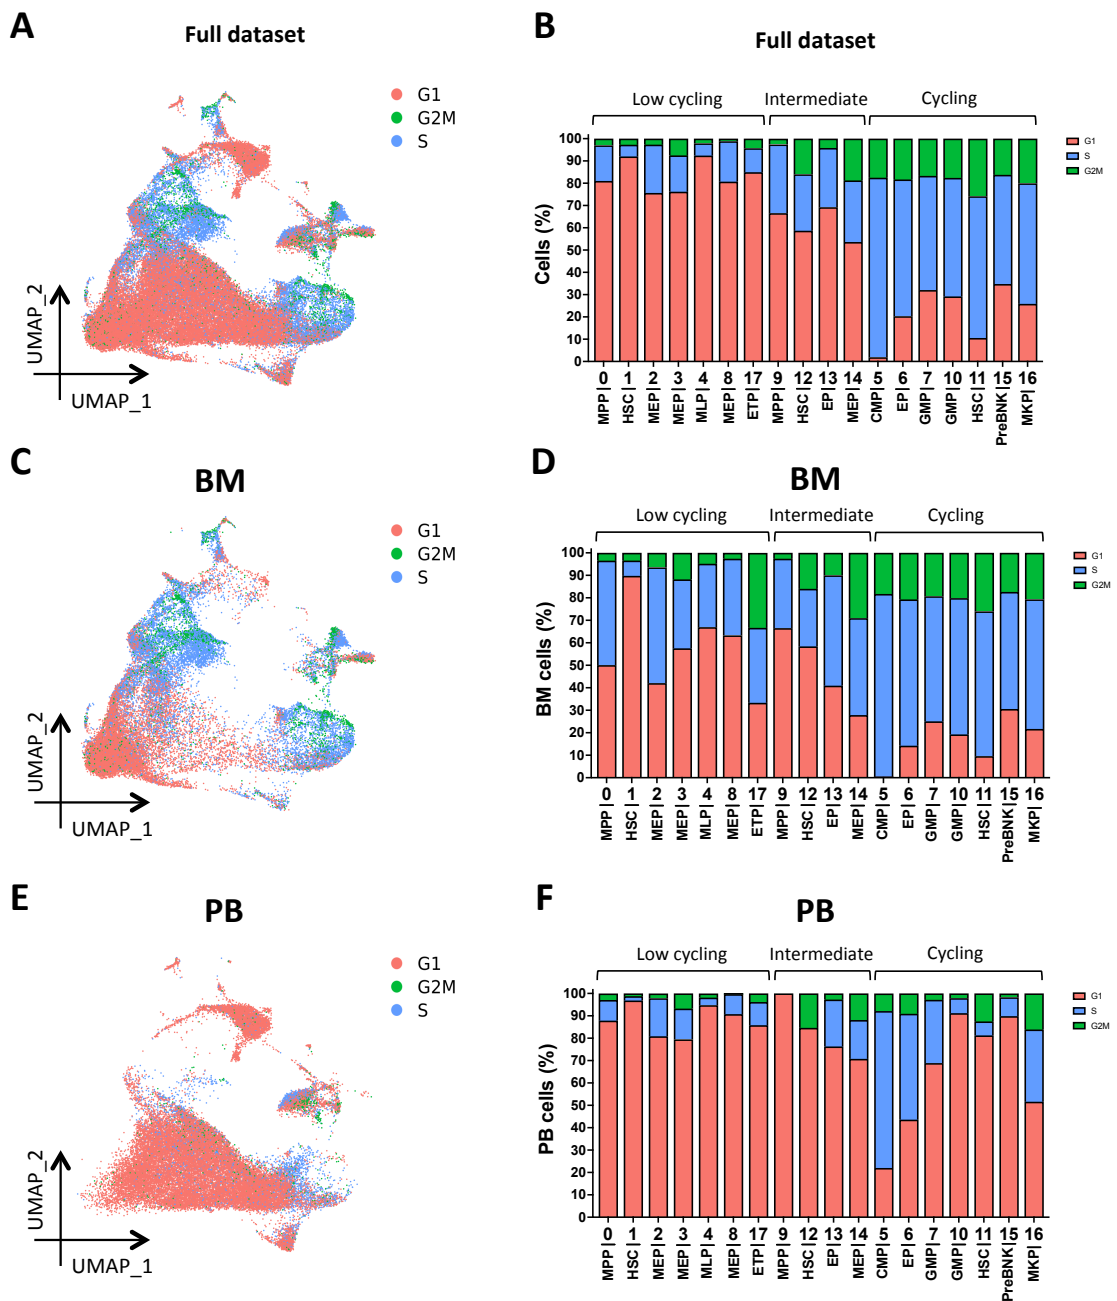 A
Full dataset
G1
G2M
S
UMAP_2
UMAP_1
B
Full dataset
Low cycling
Intermediate
Cycling
G1
S
G2M
Cells (%)
100
90
80
70
60
50
40
30
20
10
0
0 1 2 3 4 8 17 9 12 13 14 5 6 7 10 11 15 16
MPP| HSC| MEP| MEP| MLP| MEP| ETP| MPP| HSC| EP| MEP| CMP| EP| GMP| GMP| HSC| PreBNK| MKP|
C
BM
G1
G2M
S
UMAP_2
UMAP_1
D
BM
Low cycling
Intermediate
Cycling
G1
S
G2M
BM cells (%)
100
90
80
70
60
50
40
30
20
10
0
0 1 2 3 4 8 17 9 12 13 14 5 6 7 10 11 15 16
MPP| HSC| MEP| MEP| MLP| MEP| ETP| MPP| HSC| EP| MEP| CMP| EP| GMP| GMP| HSC| PreBNK| MKP|
E
PB
G1
G2M
S
UMAP_2
UMAP_1
F
PB
Low cycling
Intermediate
Cycling
G1
S
G2M
PB cells (%)
100
90
80
70
60
50
40
30
20
10
0
0 1 2 3 4 8 17 9 12 13 14 5 6 7 10 11 15 16
MPP| HSC| MEP| MEP| MLP| MEP| ETP| MPP| HSC| EP| MEP| CMP| EP| GMP| GMP| HSC| PreBNK| MKP|